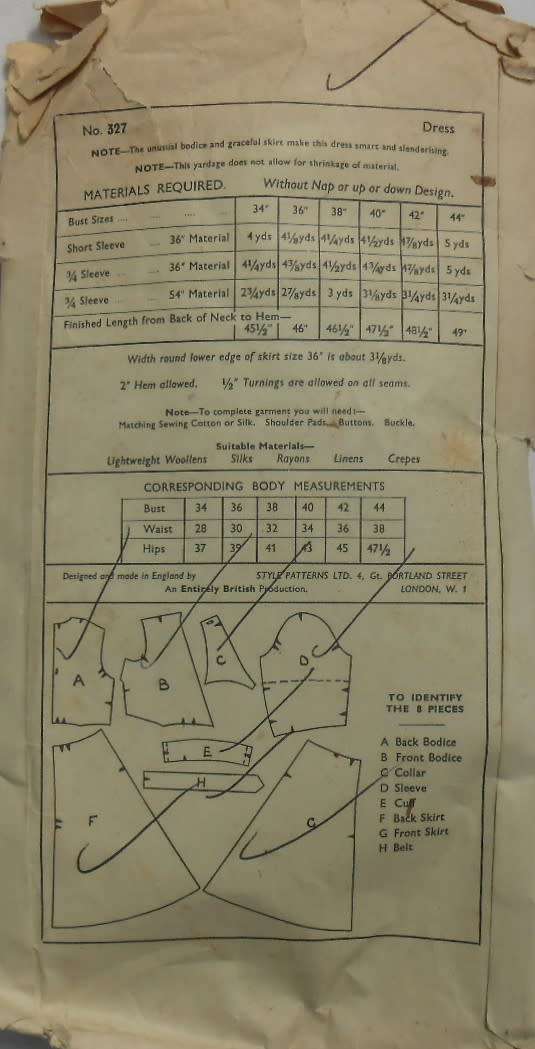 No. 327 Dress
NOTE—The unusual bodice and graceful skirt make this dress smart and slenderising.
NOTE—This yardage does not allow for shrinkage of material.
MATERIALS REQUIRED. Without Nap or up or down Design.
Bust Sizes .... .... .... .. 34" 36" 38" 40" 42" 44"
Short Sleeve ... 36" Material 4 yds 4⅛yds 4¼yds 4½yds 4⅞yds 5 yds
¾ Sleeve ... 36" Material 4¼yds 4⅜yds 4½yds 4¾yds 4⅞yds 5 yds
¾ Sleeve ... 54" Material 2¾yds 2⅞yds 3 yds 3⅛yds 3¼yds 3¼yds
Finished Length from Back of Neck to Hem—
45½" 46" 46½" 47½" 48½" 49"
Width round lower edge of skirt size 36" is about 3⅛yds.
2" Hem allowed. ½" Turnings are allowed on all seams.
Note—To complete garment you will need:—
Matching Sewing Cotton or Silk. Shoulder Pads. Buttons. Buckle.
Suitable Materials—
Lightweight Woollens Silks Rayons Linens Crepes
CORRESPONDING BODY MEASUREMENTS
Bust 34 36 38 40 42 44
Waist 28 30 32 34 36 38
Hips 37 39 41 43 45 47½
Designed and made in England by STYLE PATTERNS LTD. 4, Gt. PORTLAND STREET
An Entirely British Production. LONDON, W. 1
A
B
C
D
E
H
F
G
TO IDENTIFY
THE 8 PIECES
A Back Bodice
B Front Bodice
C Collar
D Sleeve
E Cuff
F Back Skirt
G Front Skirt
H Belt